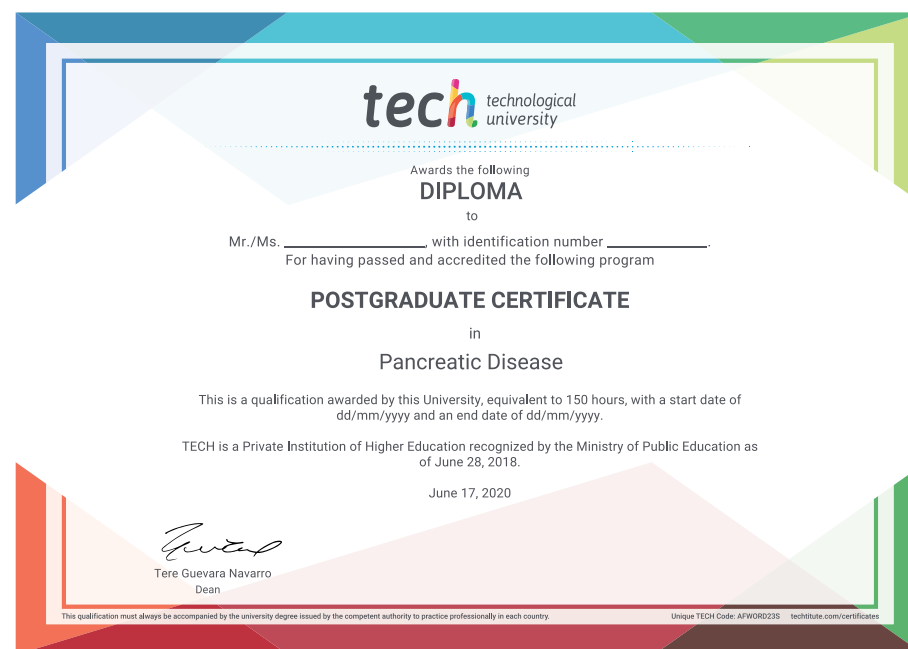 tech technological
university
Awards the following
DIPLOMA
to
Mr./Ms. ____________, with identification number ____________.
For having passed and accredited the following program
POSTGRADUATE CERTIFICATE
in
Pancreatic Disease
This is a qualification awarded by this University, equivalent to 150 hours, with a start date of
dd/mm/yyyy and an end date of dd/mm/yyyy.
TECH is a Private Institution of Higher Education recognized by the Ministry of Public Education as
of June 28, 2018.
June 17, 2020
Tere Guevara Navarro
Dean
This qualification must always be accompanied by the university degree issued by the competent authority to practice professionally in each country.
Unique TECH Code: AFWORD23S techtitute.com/certificates